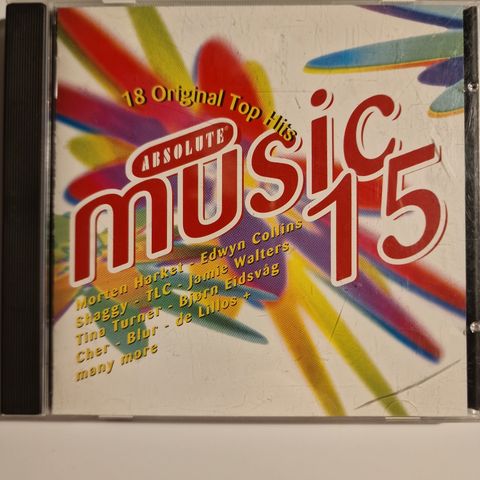 18 Original Top Hits
ABSOLUTE®
music
15
Morten Harket - Edwyn Collins
Shaggy - TLC - Jamie Walters
Tina Turner - Bjørn Eidsvåg
Cher - Blur - de Lillos +
many more